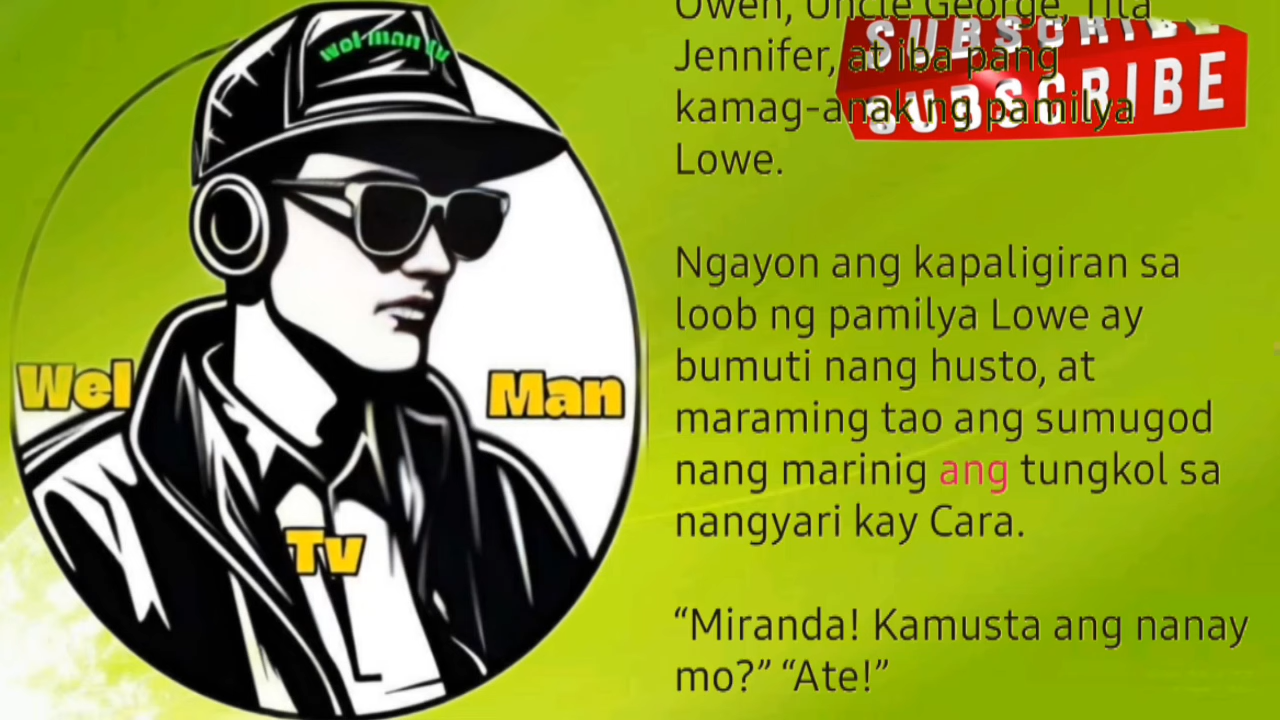 wel man tv
Wel
Man
Tv
SUBSCRIBE
SUBSCRIBE
Owen, Uncle George, Tita
Jennifer, at iba pang
kamag-anak ng pamilya
Lowe.
Ngayon ang kapaligiran sa
loob ng pamilya Lowe ay
bumuti nang husto, at
maraming tao ang sumugod
nang marinig ang tungkol sa
nangyari kay Cara.
“Miranda! Kamusta ang nanay
mo?” “Ate!”